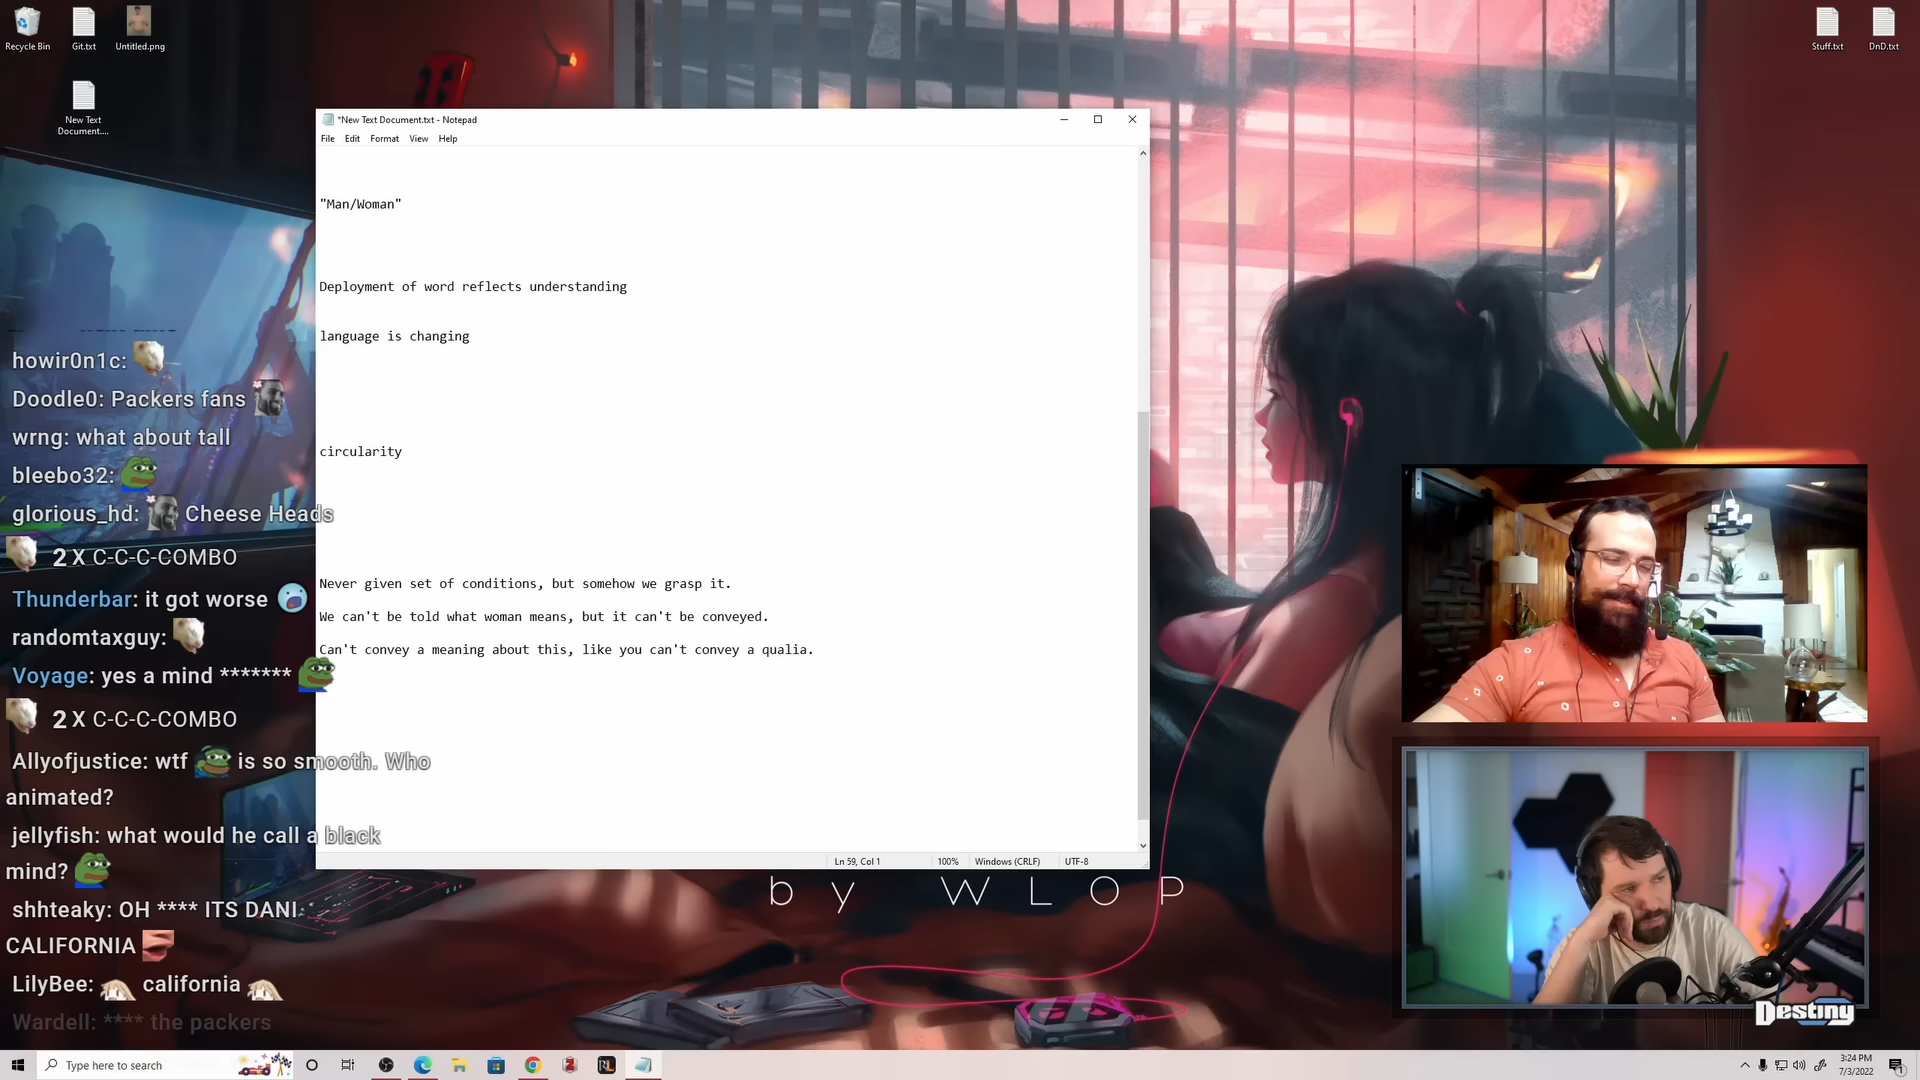 Recycle Bin
Git.txt
Untitled.png
New Text
Document....
Stuff.txt
DnD.txt
*New Text Document.txt - Notepad
File Edit Format View Help
"Man/Woman"
Deployment of word reflects understanding
language is changing
circularity
Never given set of conditions, but somehow we grasp it.
We can't be told what woman means, but it can't be conveyed.
Can't convey a meaning about this, like you can't convey a qualia.
Ln 59, Col 1
100%
Windows (CRLF)
UTF-8
howir0n1c:
Doodle0: Packers fans
wrng: what about tall
bleebo32:
glorious_hd: Cheese Heads
2 X C-C-C-COMBO
Thunderbar: it got worse
randomtaxguy:
Voyage: yes a mind *******
2 X C-C-C-COMBO
Allyofjustice: wtf is so smooth. Who
animated?
jellyfish: what would he call a black
mind?
shhteaky: OH **** ITS DANI
CALIFORNIA
LilyBee: california
Wardell: **** the packers
by WLOP
Destiny
Type here to search
3:24 PM
7/3/2022